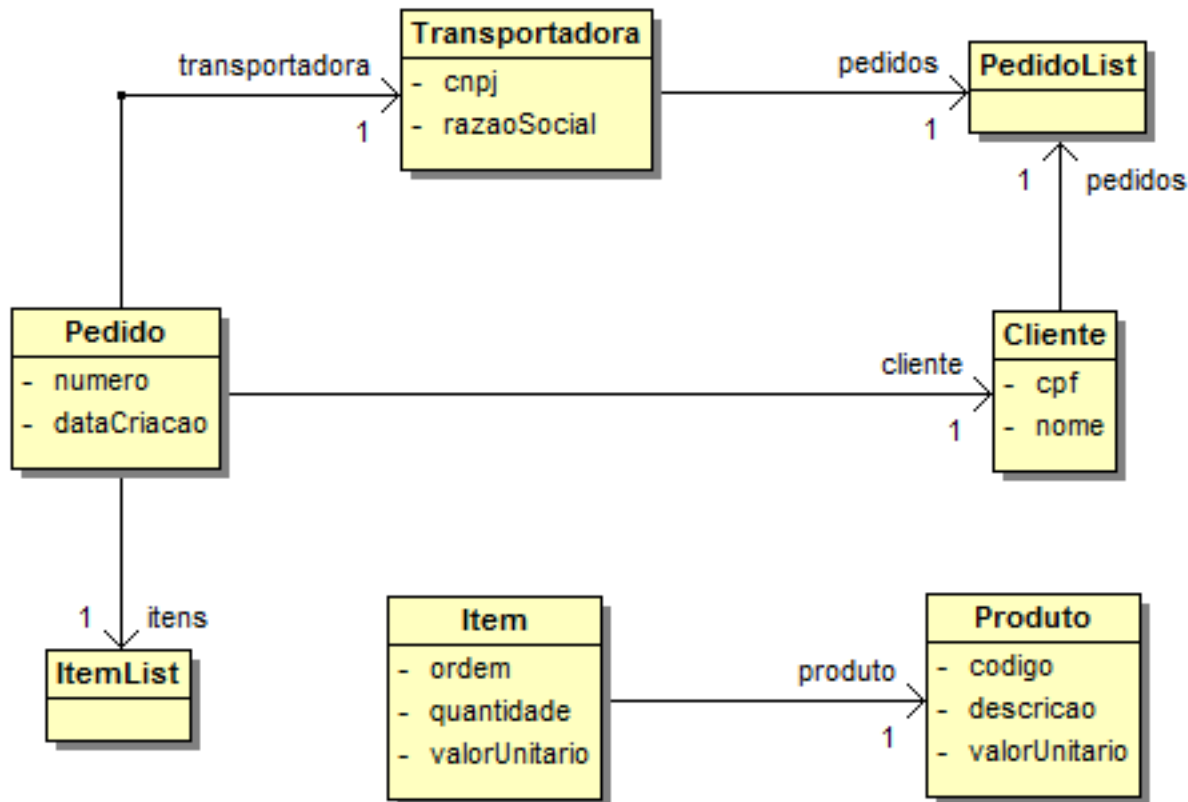 Transportadora
- cnpj
- razaoSocial
transportadora
1
pedidos
1
PedidoList
1 pedidos
Pedido
- numero
- dataCriacao
cliente
1
Cliente
- cpf
- nome
1 itens
ItemList
Item
- ordem
- quantidade
- valorUnitario
produto
1
Produto
- codigo
- descricao
- valorUnitario